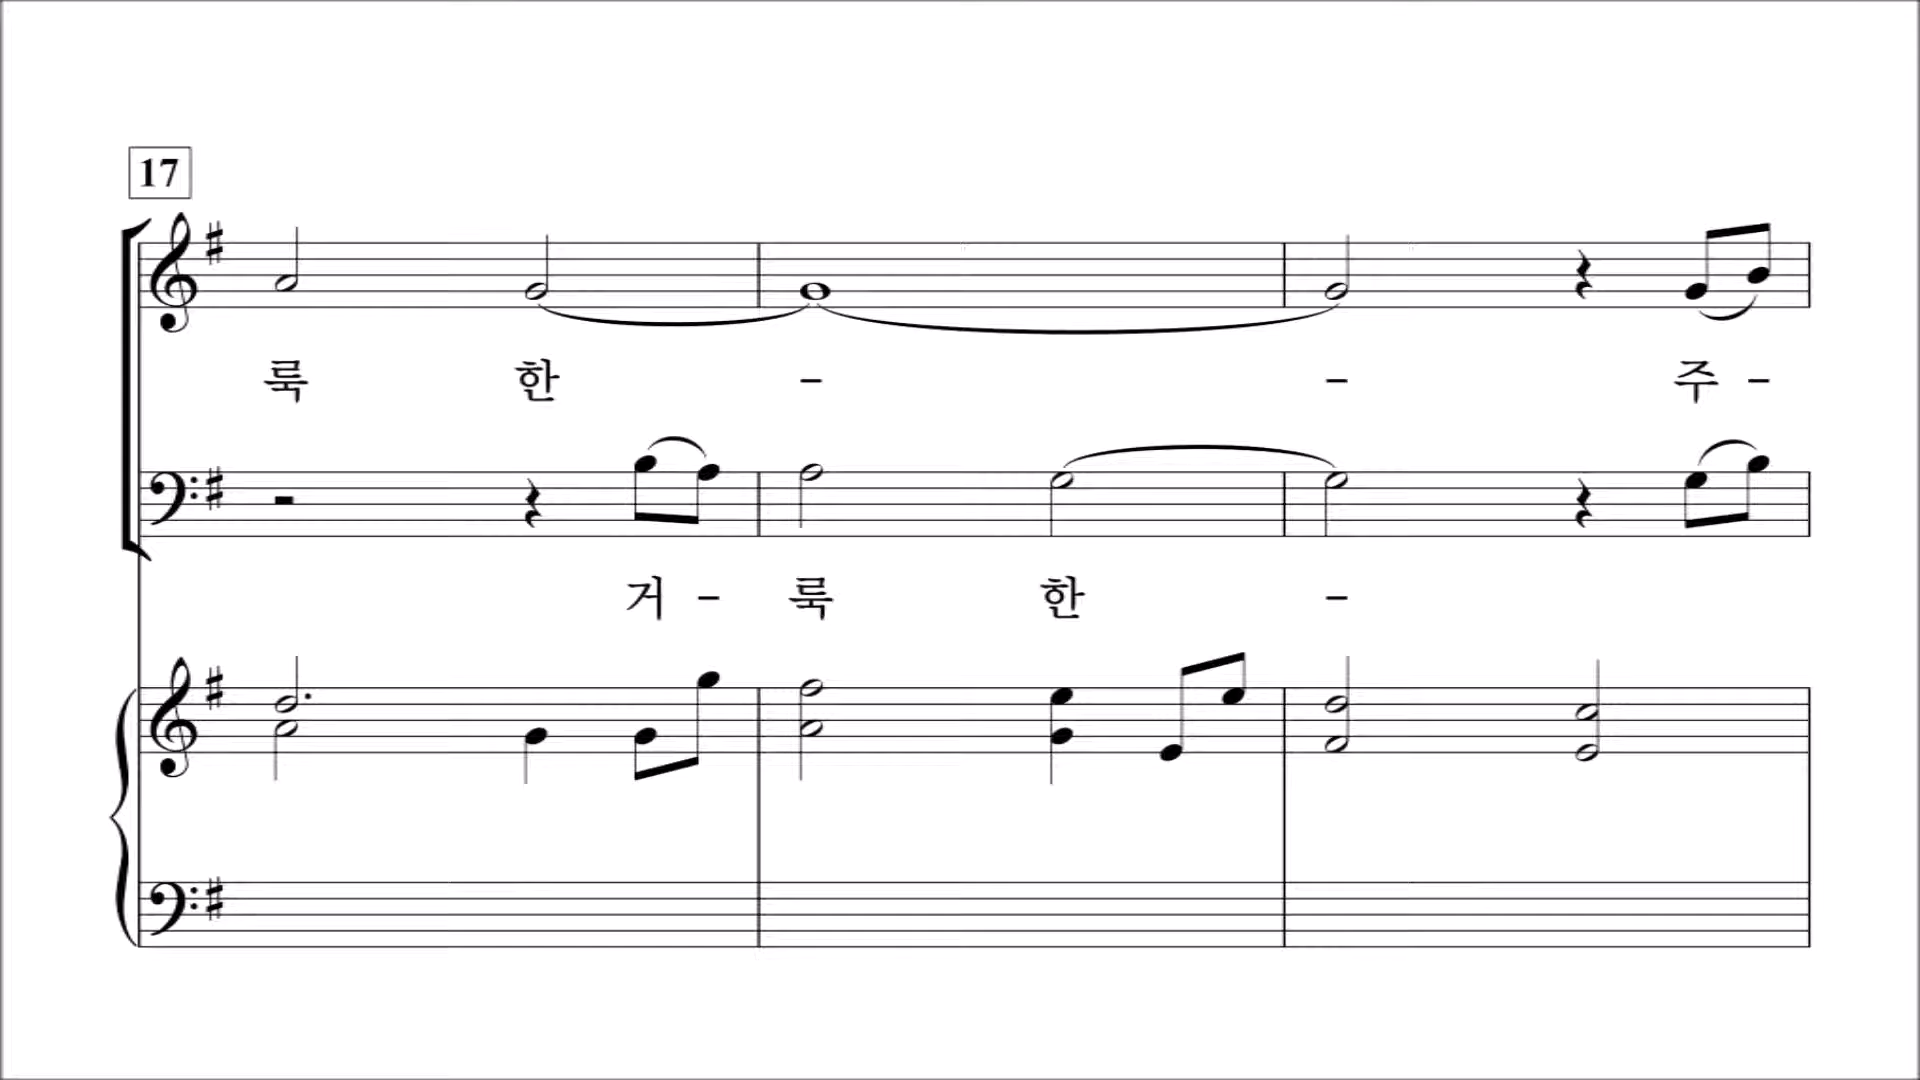 17
룩 한 - - 주 -
거 - 룩 한 -